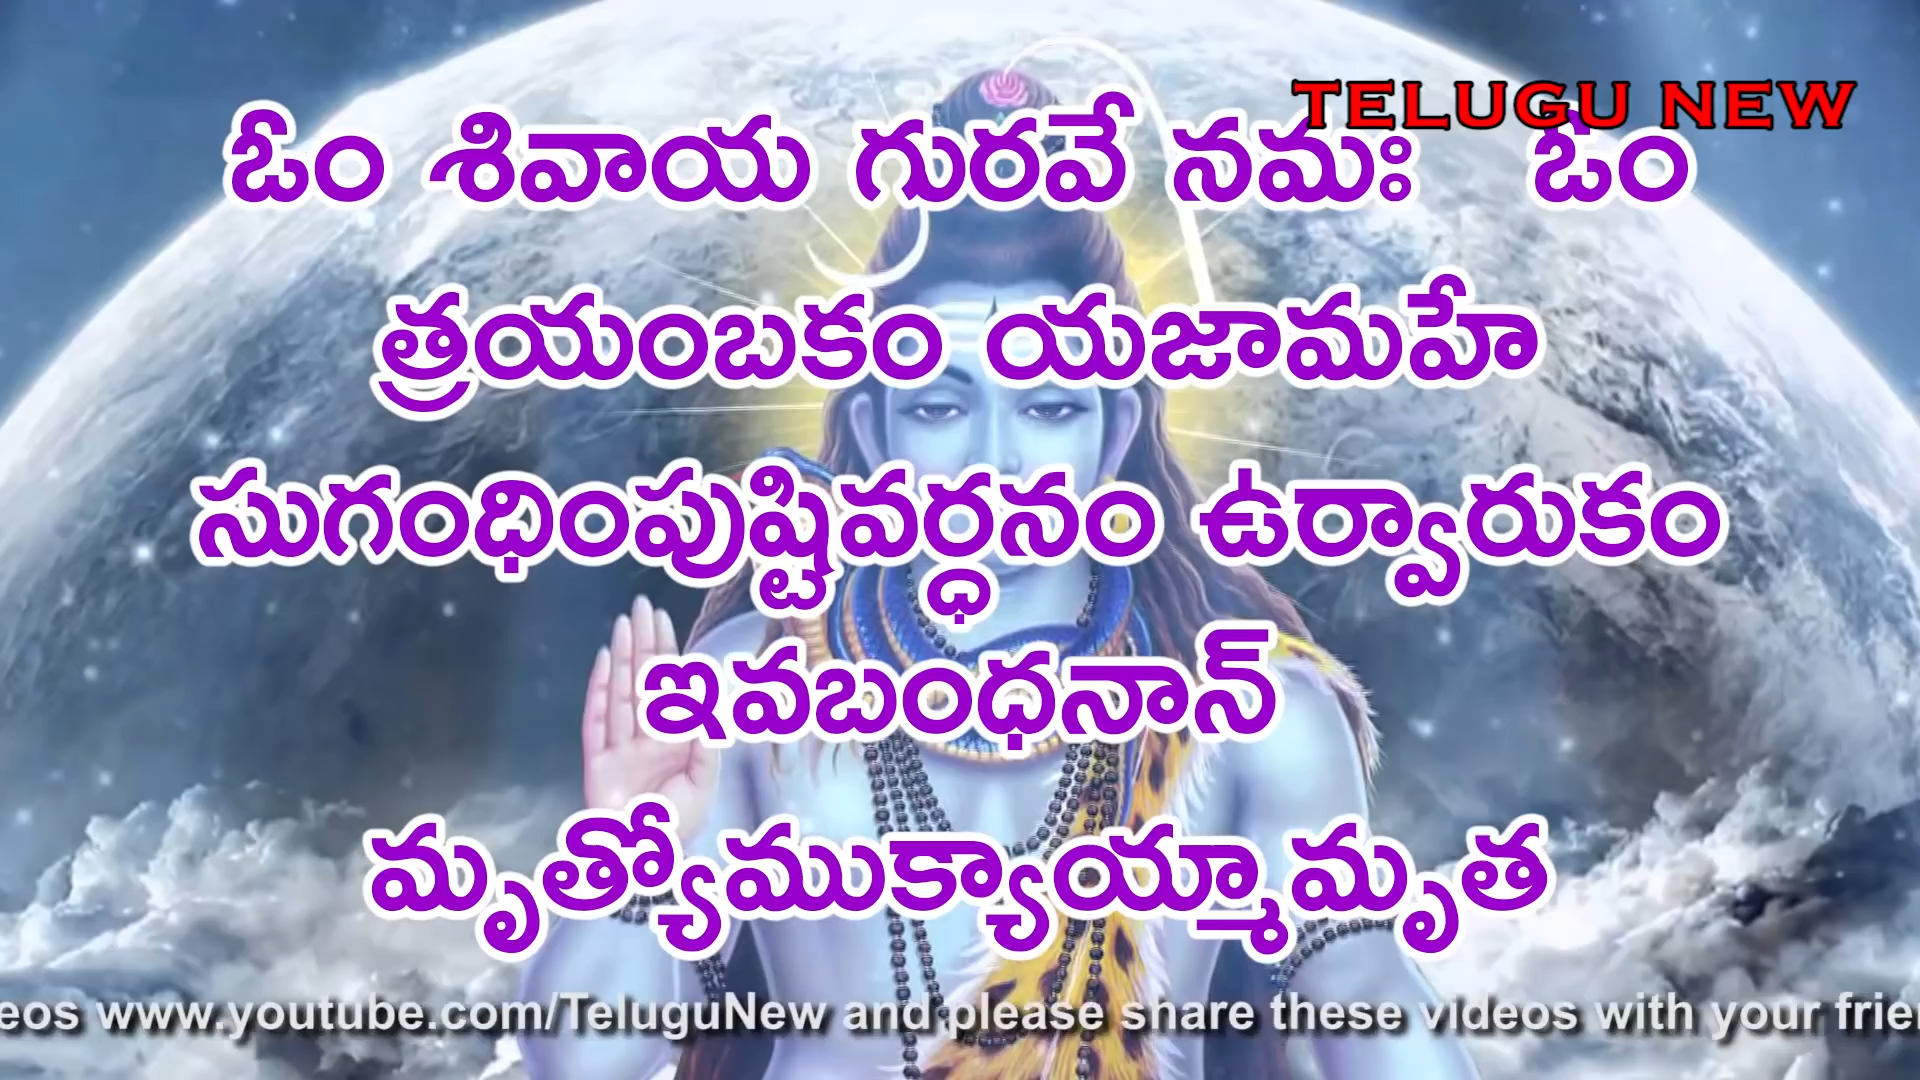 TELUGU NEW
ఓం శివాయ గురవే నమః ఓం
త్రయంబకం యజామహే
సుగంధింపుష్టివర్ధనం ఉర్వారుకం
ఇవబంధనాన్
మృత్యోముక్యాయ్మామృత
eos www.youtube.com/TeluguNew and please share these videos with your frie